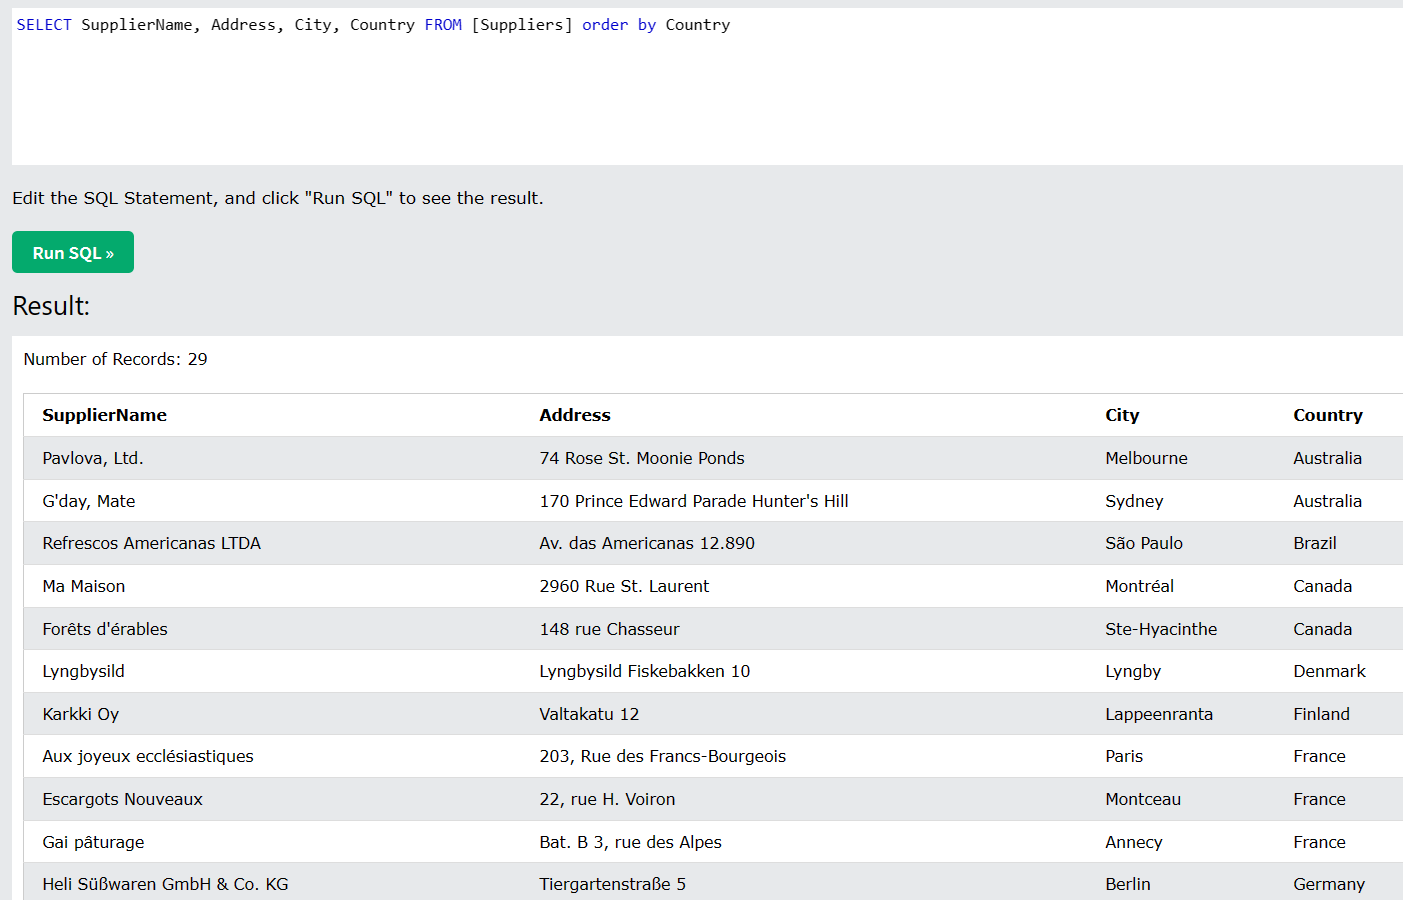 SELECT SupplierName, Address, City, Country FROM [Suppliers] order by Country
Edit the SQL Statement, and click "Run SQL" to see the result.
Run SQL »
Result:
Number of Records: 29
SupplierName Address City Country
Pavlova, Ltd. 74 Rose St. Moonie Ponds Melbourne Australia
G'day, Mate 170 Prince Edward Parade Hunter's Hill Sydney Australia
Refrescos Americanas LTDA Av. das Americanas 12.890 São Paulo Brazil
Ma Maison 2960 Rue St. Laurent Montréal Canada
Forêts d'érables 148 rue Chasseur Ste-Hyacinthe Canada
Lyngbysild Lyngbysild Fiskebakken 10 Lyngby Denmark
Karkki Oy Valtakatu 12 Lappeenranta Finland
Aux joyeux ecclésiastiques 203, Rue des Francs-Bourgeois Paris France
Escargots Nouveaux 22, rue H. Voiron Montceau France
Gai pâturage Bat. B 3, rue des Alpes Annecy France
Heli Süßwaren GmbH & Co. KG Tiergartenstraße 5 Berlin Germany